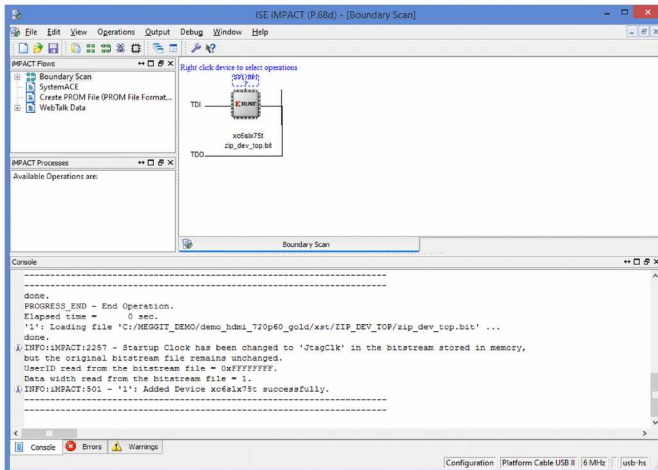 ISE iMPACT (P.68d) - [Boundary Scan]
File Edit View Operations Output Debug Window Help
iMPACT Flows
Boundary Scan
SystemACE
Create PROM File (PROM File Format...
WebTalk Data
iMPACT Processes
Available Operations are:
Right click device to select operations
SPI/BPI
TDI
XILINX
xc6slx75t
zip_dev_top.bit
TDO
Boundary Scan
Console
----------------------------------------------------------------------
----------------------------------------------------------------------
done.
PROGRESS_END - End Operation.
Elapsed time = 0 sec.
'1': Loading file 'C:/MEGGIT_DEMO/demo_hdmi_720p60_gold/xst/ZIP_DEV_TOP/zip_dev_top.bit' ...
done.
INFO:iMPACT:2257 - Startup Clock has been changed to 'JtagClk' in the bitstream stored in memory,
but the original bitstream file remains unchanged.
UserID read from the bitstream file = 0xFFFFFFFF.
Data width read from the bitstream file = 1.
INFO:iMPACT:501 - '1': Added Device xc6slx75t successfully.
----------------------------------------------------------------------
----------------------------------------------------------------------
Console Errors Warnings
Configuration Platform Cable USB II 6 MHz usb-hs